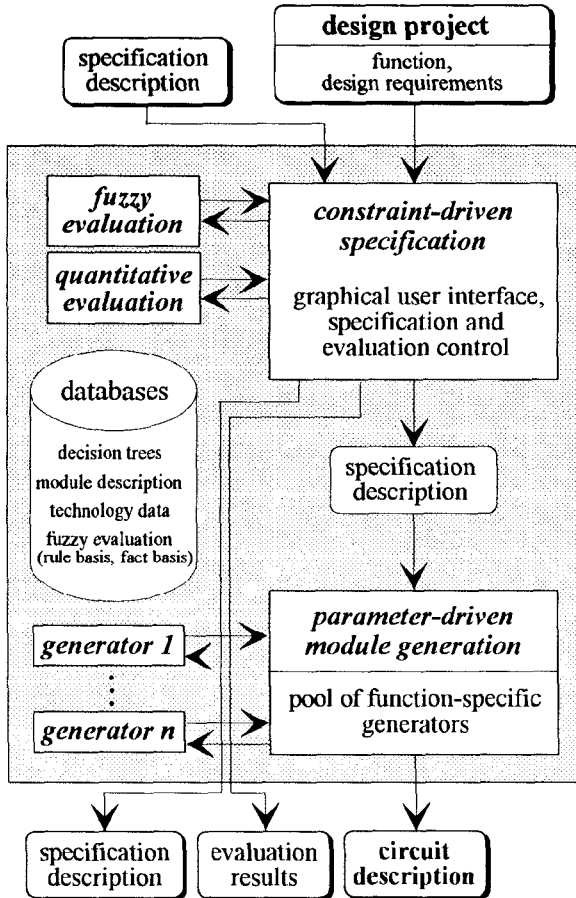 specification
description
design project
function,
design requirements
fuzzy
evaluation
quantitative
evaluation
constraint-driven
specification
graphical user interface,
specification and
evaluation control
databases
decision trees
module description
technology data
fuzzy evaluation
(rule basis, fact basis)
specification
description
generator 1
generator n
parameter-driven
module generation
pool of function-specific
generators
specification
description
evaluation
results
circuit
description